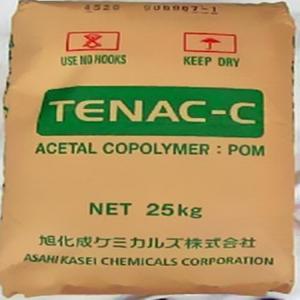 4520
USE NO HOOKS KEEP DRY
TENAC-C
ACETAL COPOLYMER : POM
NET 25kg
旭化成ケミカルズ株式会社
ASAHI KASEI CHEMICALS CORPORATION